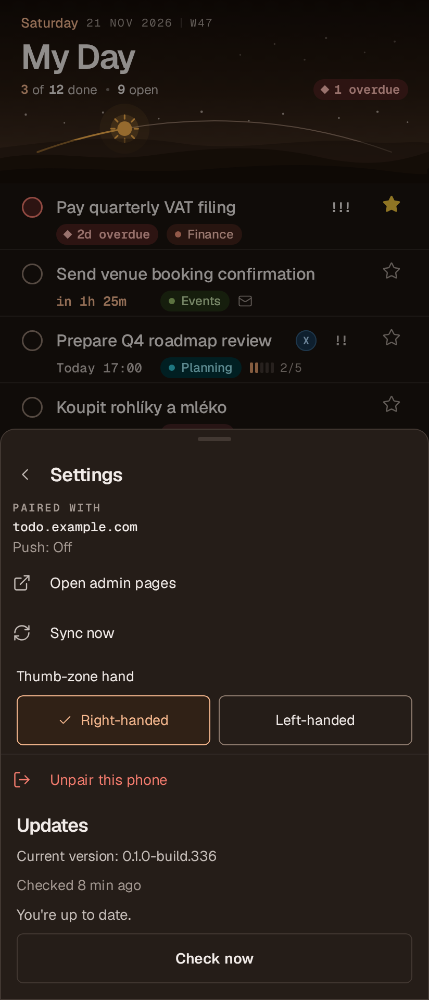 Saturday 21 NOV 2026 | W47
My Day
3 of 12 done • 9 open
1 overdue
Pay quarterly VAT filing !!!
2d overdue Finance
Send venue booking confirmation
in 1h 25m Events
Prepare Q4 roadmap review X !!
Today 17:00 Planning 2/5
Koupit rohlíky a mléko
Settings
PAIRED WITH
todo.example.com
Push: Off
Open admin pages
Sync now
Thumb-zone hand
Right-handed Left-handed
Unpair this phone
Updates
Current version: 0.1.0-build.336
Checked 8 min ago
You're up to date.
Check now